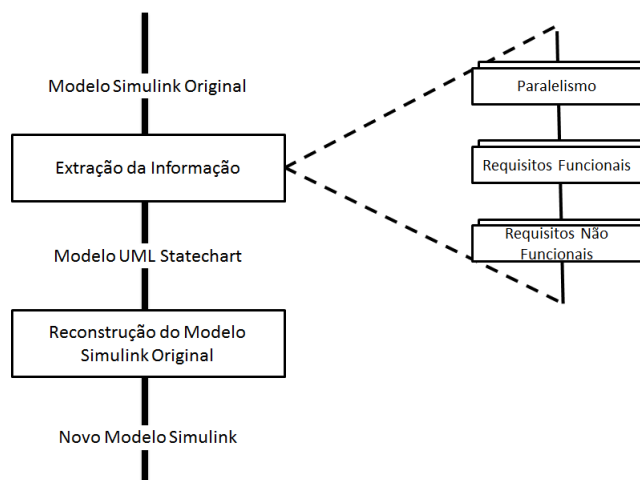 Modelo Simulink Original
Extração da Informação
Modelo UML Statechart
Reconstrução do Modelo
Simulink Original
Novo Modelo Simulink
Paralelismo
Requisitos Funcionais
Requisitos Não
Funcionais